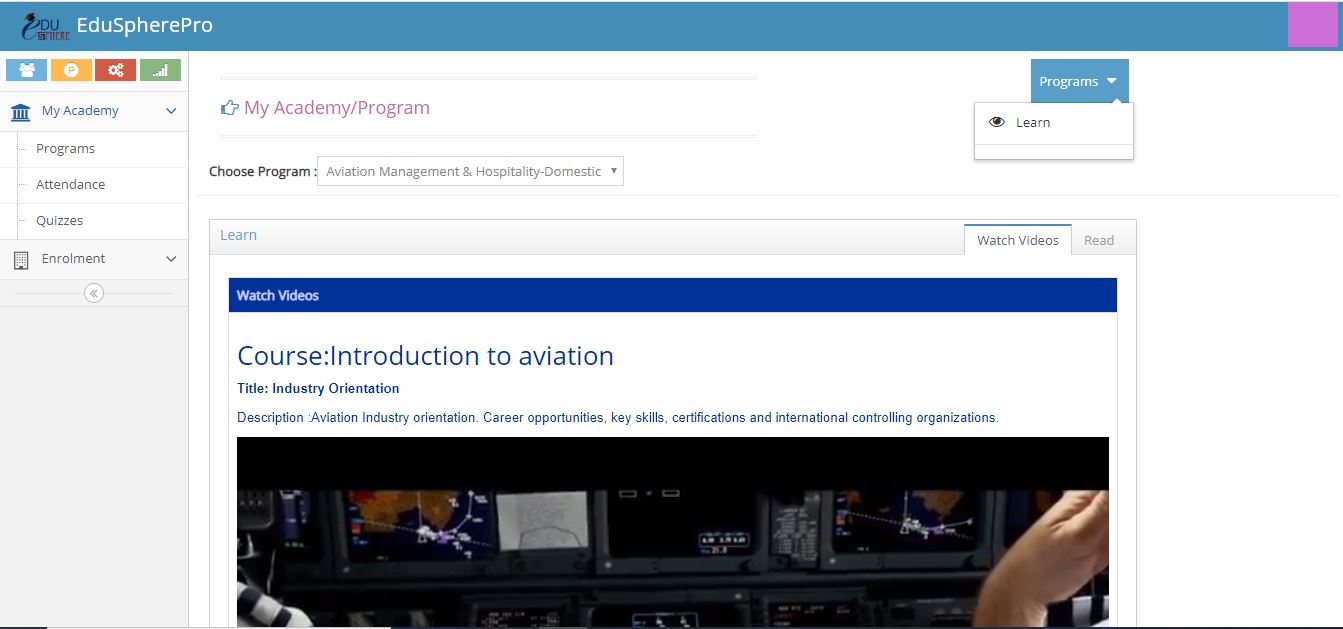 EDU
SPHERE
EduSpherePro
My Academy
Programs
Attendance
Quizzes
Enrolment
My Academy/Program
Programs
Learn
Choose Program : Aviation Management & Hospitality-Domestic
Learn
Watch Videos
Read
Watch Videos
Course:Introduction to aviation
Title: Industry Orientation
Description :Aviation Industry orientation. Career opportunities, key skills, certifications and international controlling organizations.